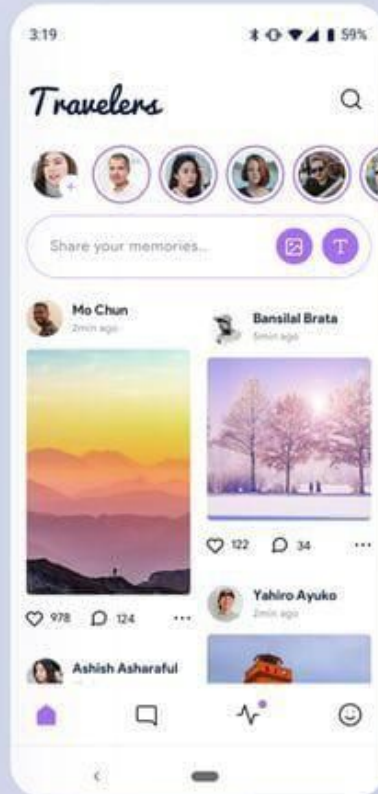 3:19
59%
Travelers
+
Share your memories...
T
Mo Chun
2min ago
Bansilal Brata
5min ago
122
34
978
124
Yahiro Ayuko
2min ago
Ashish Asharaful